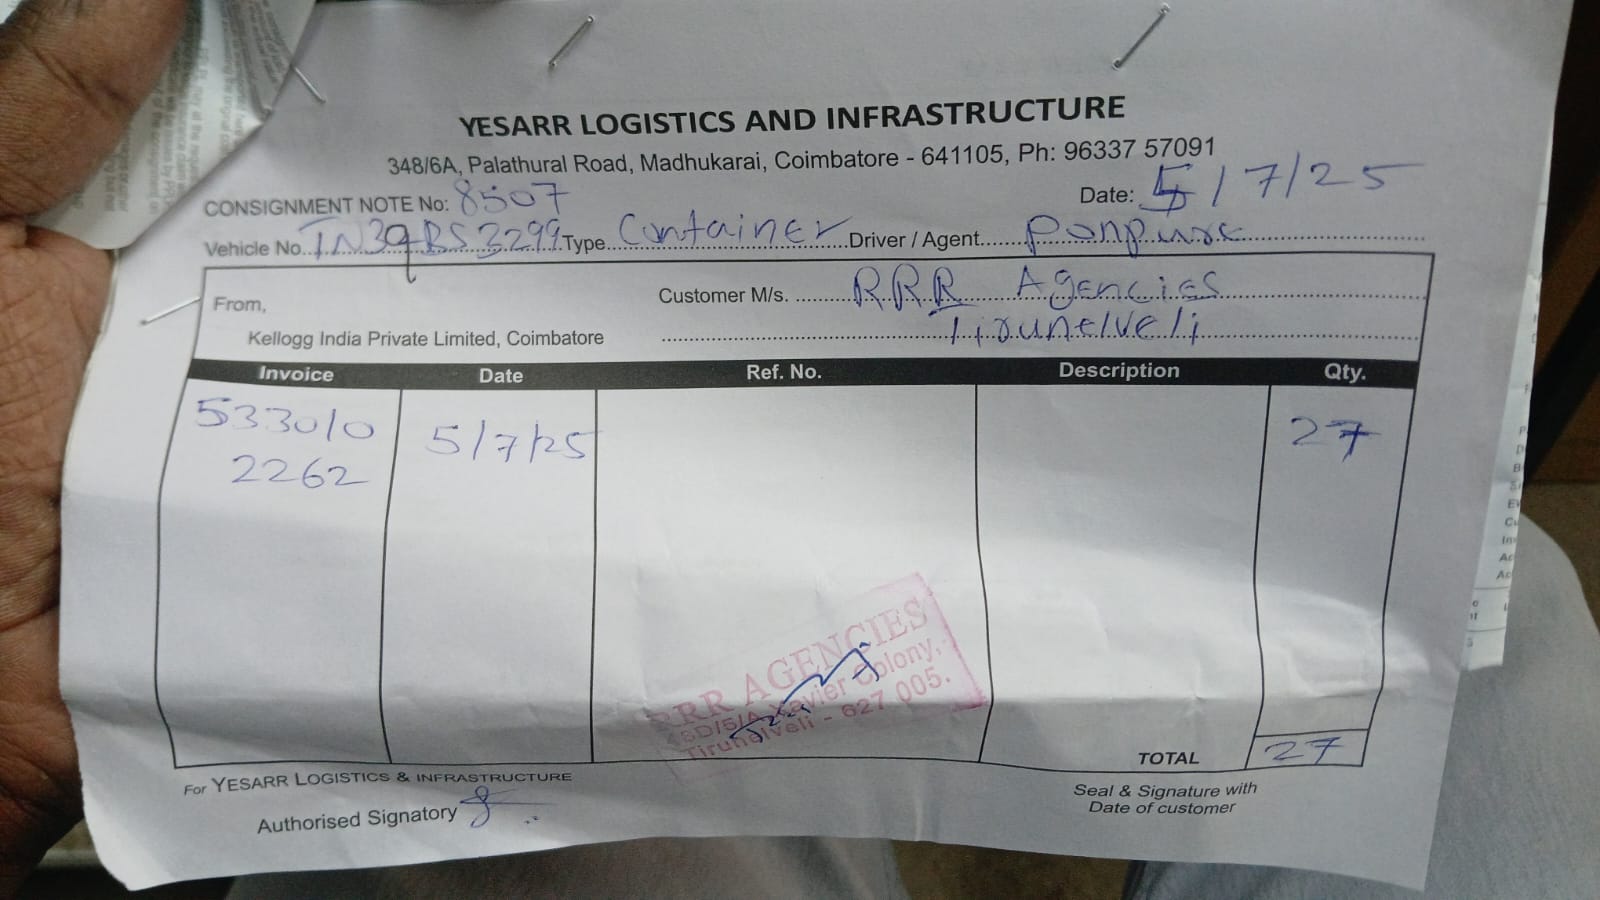 YESARR LOGISTICS AND INFRASTRUCTURE
348/6A, Palathural Road, Madhukarai, Coimbatore - 641105, Ph: 96337 57091
CONSIGNMENT NOTE No: 8507 Date: 5/7/25
Vehicle No. TN39BS3299 Type Container Driver / Agent Ponpure
From, Customer M/s. RRR Agencies
Kellogg India Private Limited, Coimbatore Tirunelveli
Invoice Date Ref. No. Description Qty.
533010 5/7/25 27
2262
RRR AGENCIES
Xavier Colony,
Tirunelveli - 627 005.
TOTAL 27
For YESARR LOGISTICS & INFRASTRUCTURE
Authorised Signatory
Seal & Signature with
Date of customer